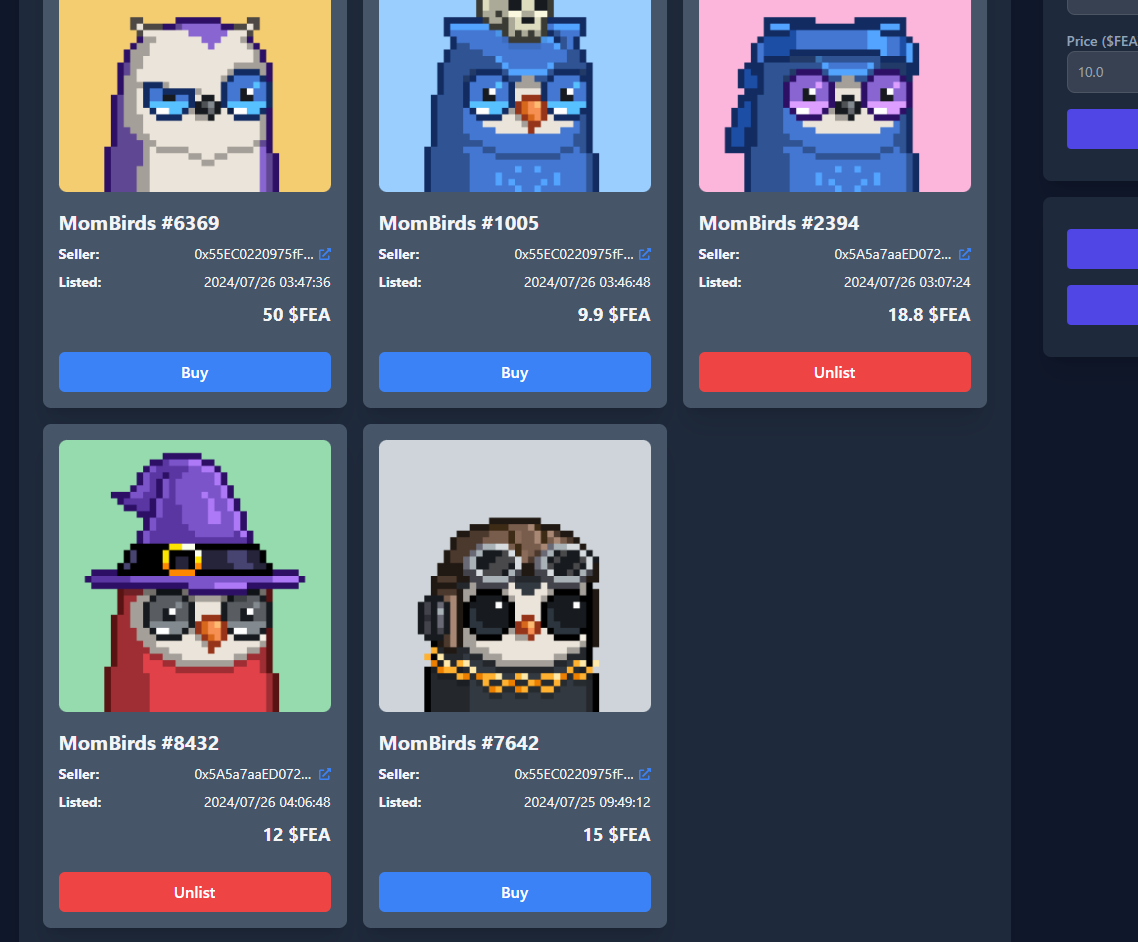 MomBirds #6369
Seller: 0x55EC0220975fF...
Listed: 2024/07/26 03:47:36
50 $FEA
Buy
MomBirds #1005
Seller: 0x55EC0220975fF...
Listed: 2024/07/26 03:46:48
9.9 $FEA
Buy
MomBirds #2394
Seller: 0x5A5a7aaED072...
Listed: 2024/07/26 03:07:24
18.8 $FEA
Unlist
MomBirds #8432
Seller: 0x5A5a7aaED072...
Listed: 2024/07/26 04:06:48
12 $FEA
Unlist
MomBirds #7642
Seller: 0x55EC0220975fF...
Listed: 2024/07/25 09:49:12
15 $FEA
Buy
Price ($FEA
10.0